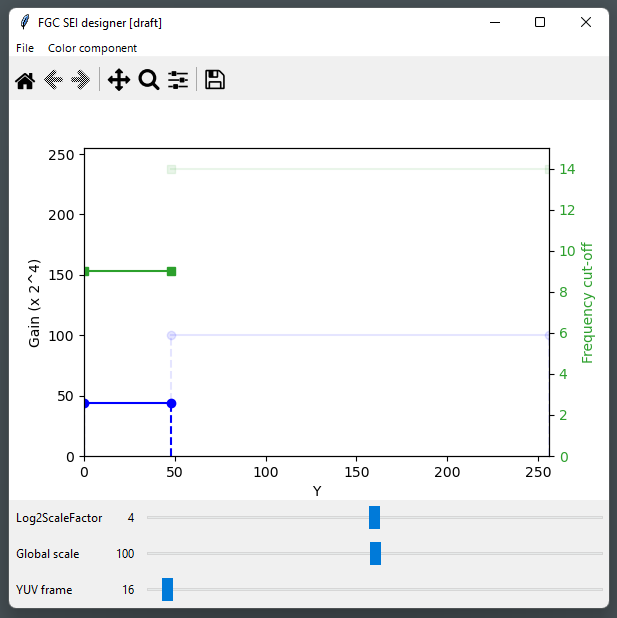 FGC SEI designer [draft]
File Color component
250
200
150
100
50
0
Gain (x 2^4)
14
12
10
8
6
4
2
0
Frequency cut-off
0 50 100 150 200 250
Y
Log2ScaleFactor 4
Global scale 100
YUV frame 16